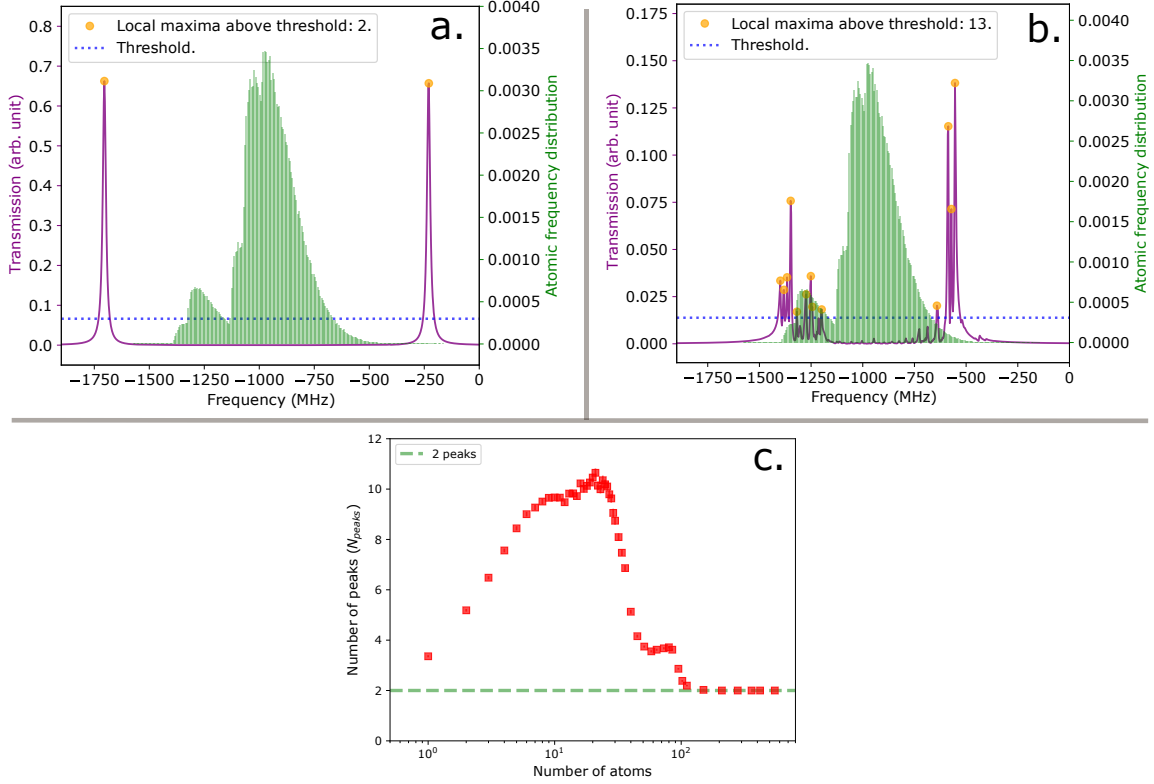 a.
Local maxima above threshold: 2.
Threshold.
Transmission (arb. unit)
0.8
0.7
0.6
0.5
0.4
0.3
0.2
0.1
0.0
Atomic frequency distribution
0.0040
0.0035
0.0030
0.0025
0.0020
0.0015
0.0010
0.0005
0.0000
−1750 −1500 −1250 −1000 −750 −500 −250 0
Frequency (MHz)
b.
Local maxima above threshold: 13.
Threshold.
Transmission (arb. unit)
0.175
0.150
0.125
0.100
0.075
0.050
0.025
0.000
Atomic frequency distribution
0.0040
0.0035
0.0030
0.0025
0.0020
0.0015
0.0010
0.0005
0.0000
−1750 −1500 −1250 −1000 −750 −500 −250 0
Frequency (MHz)
c.
2 peaks
Number of peaks (N_peaks)
12
10
8
6
4
2
0
10⁰ 10¹ 10²
Number of atoms